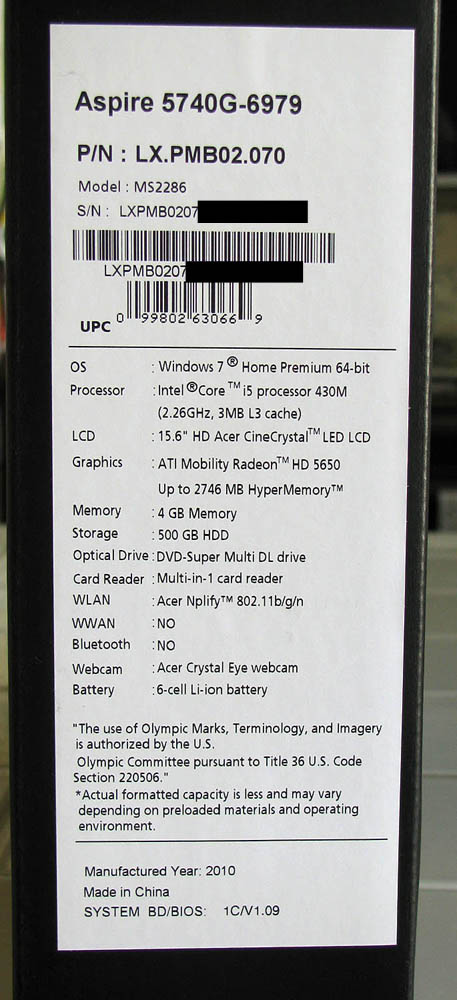 Aspire 5740G-6979
P/N : LX.PMB02.070
Model : MS2286
S/N : LXPMB0207
LXPMB0207
UPC 0 99802 63066 9
OS : Windows 7 ® Home Premium 64-bit
Processor : Intel ®Core ™ i5 processor 430M
(2.26GHz, 3MB L3 cache)
LCD : 15.6" HD Acer CineCrystal™ LED LCD
Graphics : ATI Mobility Radeon™ HD 5650
Up to 2746 MB HyperMemory™
Memory : 4 GB Memory
Storage : 500 GB HDD
Optical Drive : DVD-Super Multi DL drive
Card Reader : Multi-in-1 card reader
WLAN : Acer Nplify™ 802.11b/g/n
WWAN : NO
Bluetooth : NO
Webcam : Acer Crystal Eye webcam
Battery : 6-cell Li-ion battery
"The use of Olympic Marks, Terminology, and Imagery
is authorized by the U.S.
Olympic Committee pursuant to Title 36 U.S. Code
Section 220506."
*Actual formatted capacity is less and may vary
depending on preloaded materials and operating
environment.
Manufactured Year: 2010
Made in China
SYSTEM BD/BIOS: 1C/V1.09